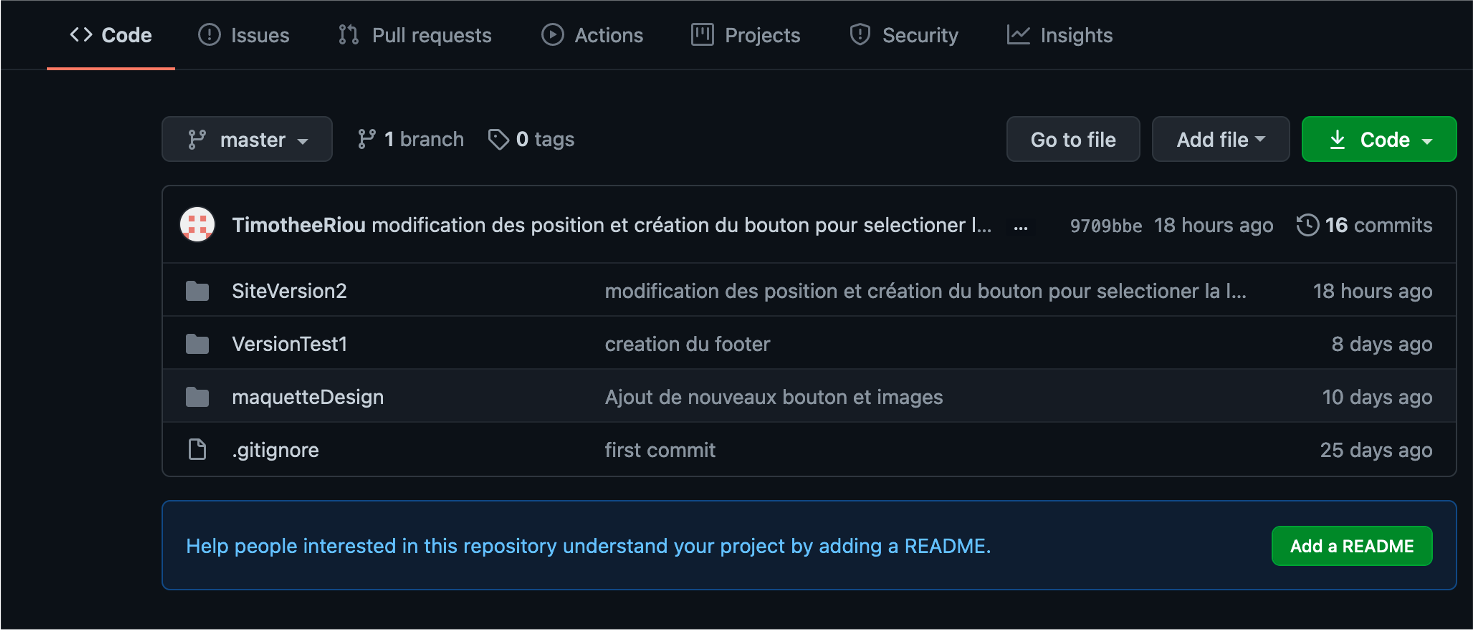 Code Issues Pull requests Actions Projects Security Insights
master 1 branch 0 tags Go to file Add file Code
TimotheeRiou modification des position et création du bouton pour selectioner l... ... 9709bbe 18 hours ago 16 commits
SiteVersion2 modification des position et création du bouton pour selectioner la l... 18 hours ago
VersionTest1 creation du footer 8 days ago
maquetteDesign Ajout de nouveaux bouton et images 10 days ago
.gitignore first commit 25 days ago
Help people interested in this repository understand your project by adding a README. Add a README